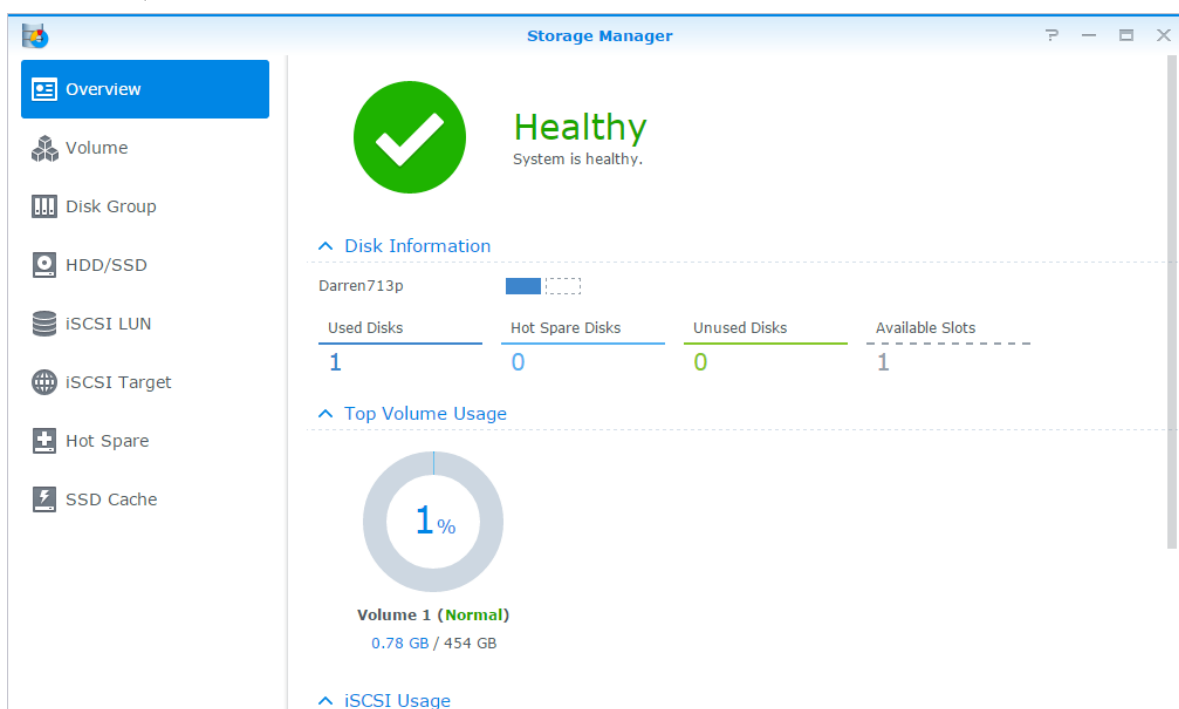 Storage Manager
Overview
Volume
Disk Group
HDD/SSD
iSCSI LUN
iSCSI Target
Hot Spare
SSD Cache
Healthy
System is healthy.
Disk Information
Darren713p
Used Disks Hot Spare Disks Unused Disks Available Slots
1 0 0 1
Top Volume Usage
1%
Volume 1 (Normal)
0.78 GB / 454 GB
iSCSI Usage